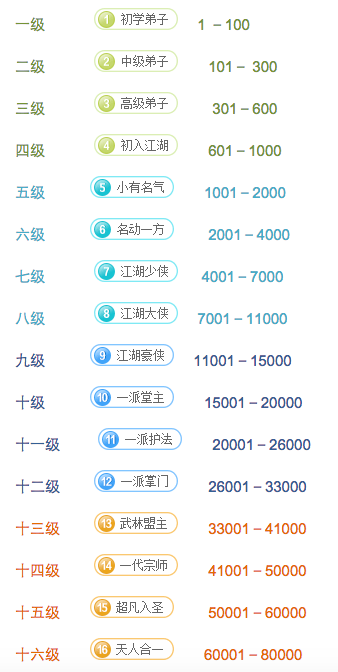 一级 1 初学弟子 1 – 100
二级 2 中级弟子 101 – 300
三级 3 高级弟子 301 – 600
四级 4 初入江湖 601 – 1000
五级 5 小有名气 1001 – 2000
六级 6 名动一方 2001 – 4000
七级 7 江湖少侠 4001 – 7000
八级 8 江湖大侠 7001 – 11000
九级 9 江湖豪侠 11001 – 15000
十级 10 一派堂主 15001 – 20000
十一级 11 一派护法 20001 – 26000
十二级 12 一派掌门 26001 – 33000
十三级 13 武林盟主 33001 – 41000
十四级 14 一代宗师 41001 – 50000
十五级 15 超凡入圣 50001 – 60000
十六级 16 天人合一 60001 – 80000